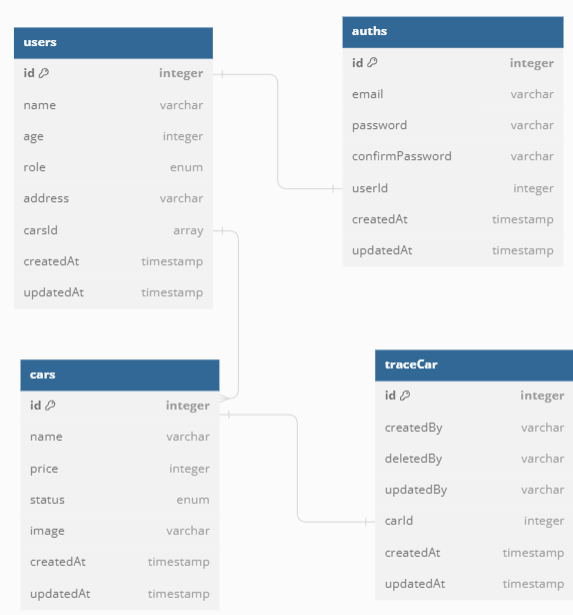 users
id integer
name varchar
age integer
role enum
address varchar
carsId array
createdAt timestamp
updatedAt timestamp
auths
id integer
email varchar
password varchar
confirmPassword varchar
userId integer
createdAt timestamp
updatedAt timestamp
cars
id integer
name varchar
price integer
status enum
image varchar
createdAt timestamp
updatedAt timestamp
traceCar
id integer
createdBy varchar
deletedBy varchar
updatedBy varchar
carId integer
createdAt timestamp
updatedAt timestamp